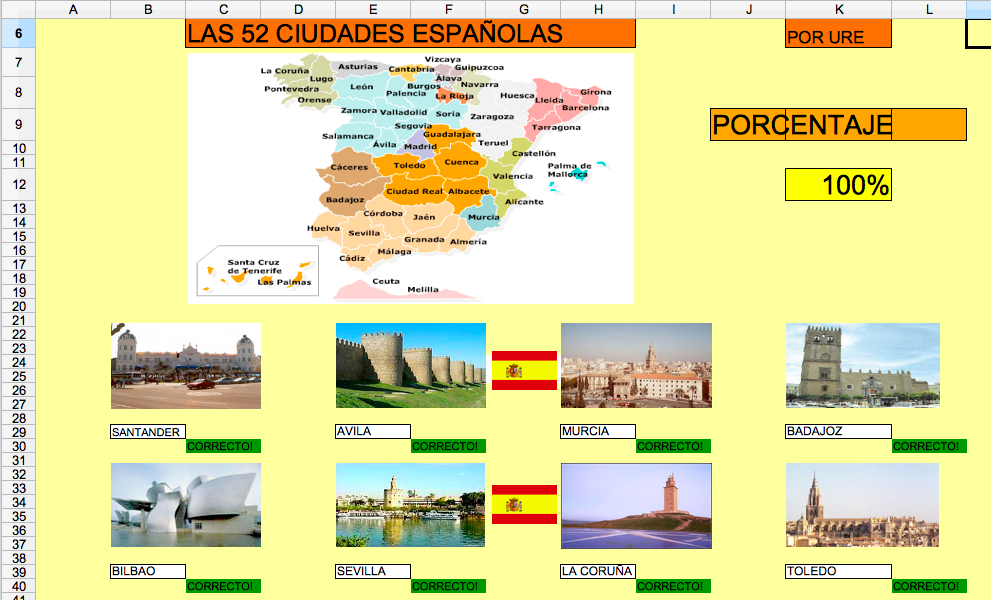 A B C D E F G H I J K L
6 LAS 52 CIUDADES ESPAÑOLAS POR URE
7
8
9 PORCENTAJE
10
11
12 100%
13
14
15
16
17
18
19
20
Vizcaya
Asturias Cantabria Guipuzcoa
La Coruña Lugo Álava
León Burgos Navarra
Pontevedra Palencia La Rioja Huesca Girona
Orense Lleida
Barcelona
Zamora Valladolid Soria Zaragoza
Segovia Tarragona
Salamanca Guadalajara
Ávila Madrid Teruel
Castellón
Cáceres Toledo Cuenca Palma de
Mallorca
Valencia
Ciudad Real Albacete
Badajoz Alicante
Córdoba Jaén Murcia
Huelva Sevilla
Granada Almería
Málaga
Cádiz
Santa Cruz
de Tenerife
Las Palmas
Ceuta
Melilla
21
22
23
24
25
26
27
28
29 SANTANDER AVILA MURCIA BADAJOZ
30 CORRECTO! CORRECTO! CORRECTO! CORRECTO!
31
32
33
34
35
36
37
38
39 BILBAO SEVILLA LA CORUÑA TOLEDO
40 CORRECTO! CORRECTO! CORRECTO! CORRECTO!
41